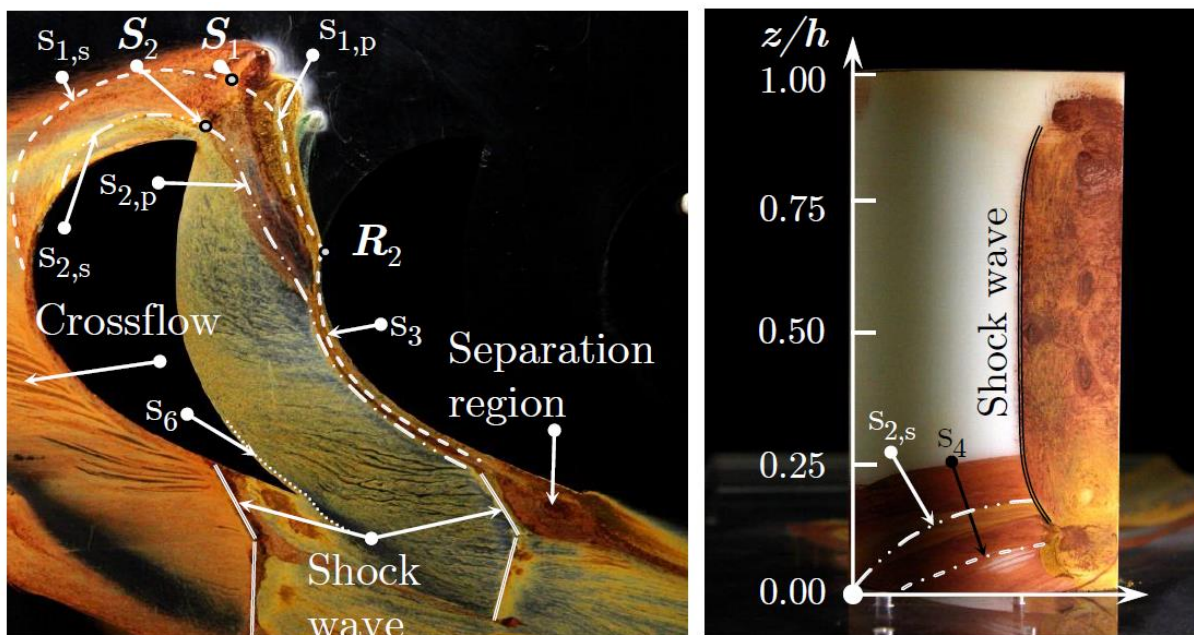 s1,s
S2
S1
s1,p
s2,p
s2,s
R2
Crossflow
s3
Separation
region
s6
Shock
wave
z/h
1.00
0.75
0.50
0.25
0.00
Shock wave
s2,s
s4